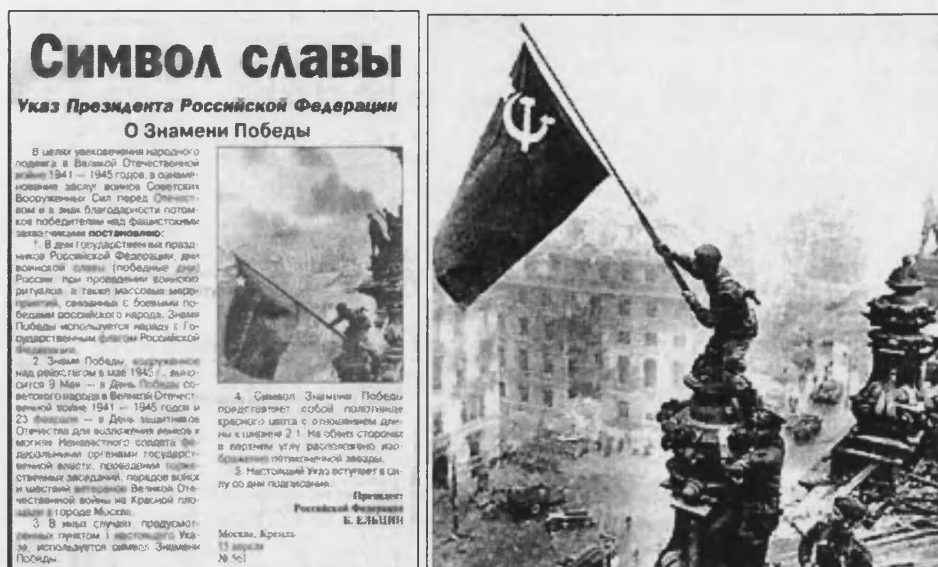 Символ славы
Указ Президента Российской Федерации
О Знамени Победы
В целях увековечения народного
подвига в Великой Отечественной
войне 1941 — 1945 годов, в ознаме-
нование заслуг воинов Советских
Вооруженных Сил перед Отечест-
вом и в знак благодарности потом-
ков победителям над фашистскими
захватчиками постановляю:
1. В дни государственных празд-
ников Российской Федерации, дни
воинской славы (победные дни)
России, при проведении воинских
ритуалов, а также массовых меро-
приятий, связанных с боевыми по-
бедами российского народа, Знамя
Победы используется наряду с Го-
сударственным флагом Российской
Федерации.
2. Знамя Победы, водруженное
над рейхстагом в мае 1945 г., выно-
сится 9 Мая — в День Победы со-
ветского народа в Великой Отечест-
венной войне 1941 — 1945 годов и
23 февраля — в День защитников
Отечества для возложения венков к
могиле Неизвестного солдата фе-
деральными органами государст-
венной власти, проведении торже-
ственных заседаний, парадов войск
и шествий ветеранов Великой Оте-
чественной войны на Красной пло-
щади в городе Москве.
3. В иных случаях, предусмот-
ренных пунктом 1 настоящего Ука-
за, используется символ Знамени
Победы.
4. Символ Знамени Победы
представляет собой полотнище
красного цвета с отношением дли-
ны к ширине 2:1. На обеих сторонах
в верхнем углу расположено изо-
бражение пятиконечной звезды.
5. Настоящий Указ вступает в си-
лу со дня подписания.
Президент
Российской Федерации
Б. ЕЛЬЦИН
Москва, Кремль
15 апреля
№ 561